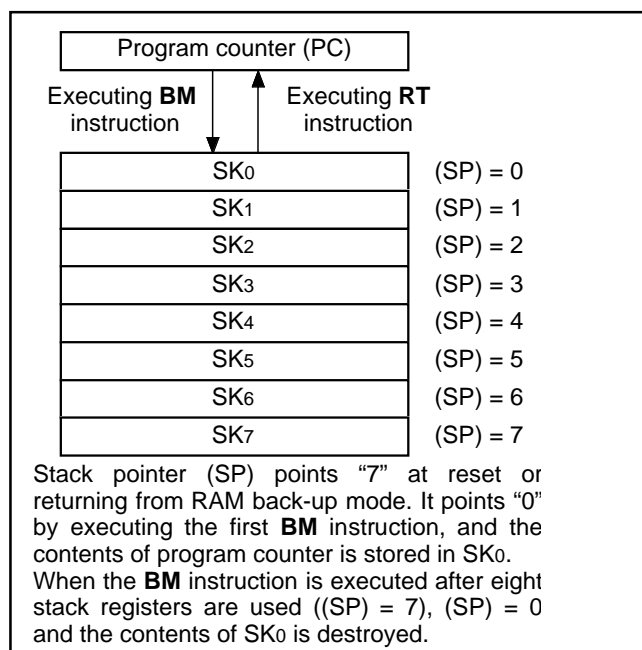 Program counter (PC)
Executing BM
instruction
Executing RT
instruction
SK0 (SP) = 0
SK1 (SP) = 1
SK2 (SP) = 2
SK3 (SP) = 3
SK4 (SP) = 4
SK5 (SP) = 5
SK6 (SP) = 6
SK7 (SP) = 7
Stack pointer (SP) points “7” at reset or
returning from RAM back-up mode. It points “0”
by executing the first BM instruction, and the
contents of program counter is stored in SK0.
When the BM instruction is executed after eight
stack registers are used ((SP) = 7), (SP) = 0
and the contents of SK0 is destroyed.